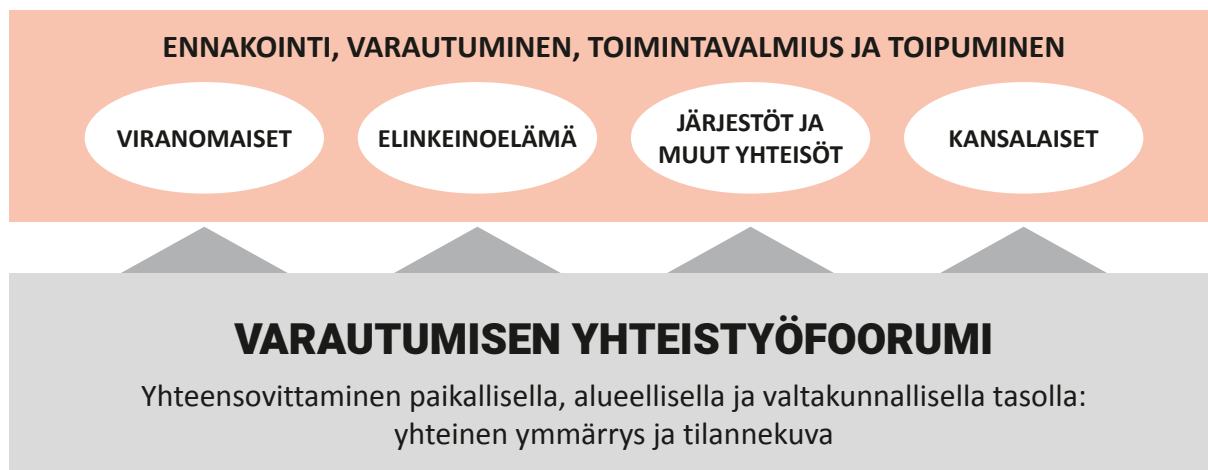 ENNAKOINTI, VARAUTUMINEN, TOIMINTAVALMIUS JA TOIPUMINEN
VIRANOMAISET
ELINKEINOELÄMÄ
JÄRJESTÖT JA
MUUT YHTEISÖT
KANSALAISET
VARAUTUMISEN YHTEISTYÖFOORUMI
Yhteensovittaminen paikallisella, alueellisella ja valtakunnallisella tasolla:
yhteinen ymmärrys ja tilannekuva